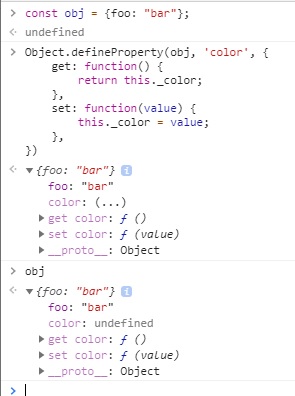 > const obj = {foo: "bar"};
< undefined
> Object.defineProperty(obj, 'color', {
    get: function() {
        return this._color;
    },
    set: function(value) {
        this._color = value;
    },
})
< ▼{foo: "bar"} i
    foo: "bar"
    color: (...)
  ▶ get color: ƒ ()
  ▶ set color: ƒ (value)
  ▶ __proto__: Object
> obj
< ▼{foo: "bar"} i
    foo: "bar"
    color: undefined
  ▶ get color: ƒ ()
  ▶ set color: ƒ (value)
  ▶ __proto__: Object
>